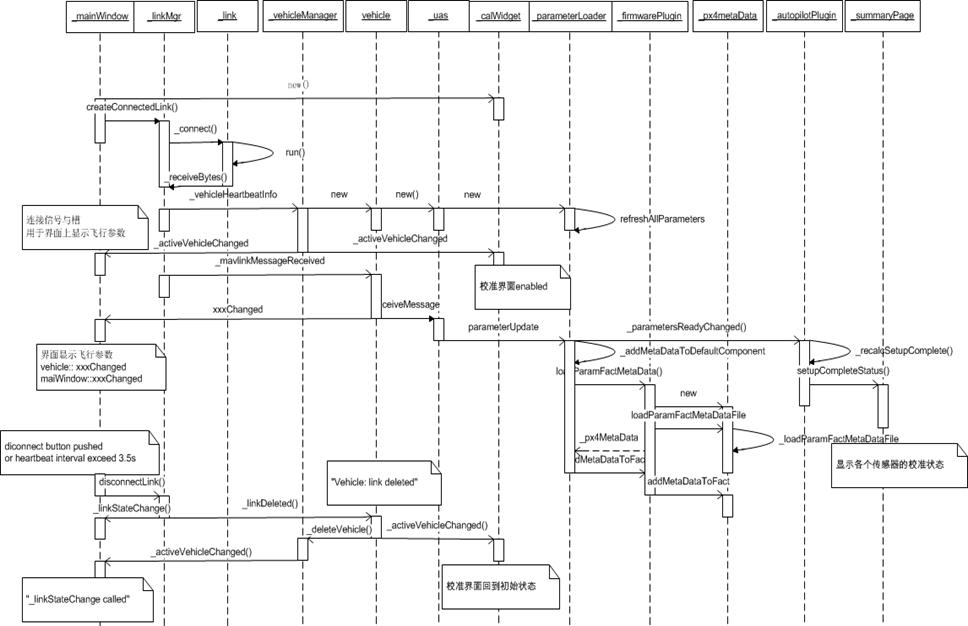 _mainWindow
_linkMgr
_link
_vehicleManager
vehicle
_uas
_calWidget
_parameterLoader
_firmwarePlugin
_px4metaData
_autopilotPlugin
_summaryPage
new()
createConnectedLink()
_connect()
run()
_receiveBytes()
_vehicleHeartbeatInfo
new
new()
new
refreshAllParameters
连接信号与槽
用于界面上显示飞行参数
_activeVehicleChanged
_activeVehicleChanged
_mavlinkMessageReceived
校准界面enabled
xxxChanged
ceiveMessage
parameterUpdate
_parametersReadyChanged()
界面显示飞行参数
vehicle:: xxxChanged
maiWindow::xxxChanged
_addMetaDataToDefaultComponent
_recalcSetupComplete()
loadParamFactMetaData()
setupCompleteStatus()
new
loadParamFactMetaDataFile
_px4MetaData
_loadParamFactMetaDataFile
diconnect button pushed
or heartbeat interval exceed 3.5s
dMetaDataToFac
显示各个传感器的校准状态
disconnectLink()
"Vehicle: link deleted"
addMetaDataToFact
_linkStateChange()
_linkDeleted()
_deleteVehicle()
_activeVehicleChanged()
_activeVehicleChanged()
校准界面回到初始状态
"_linkStateChange called"